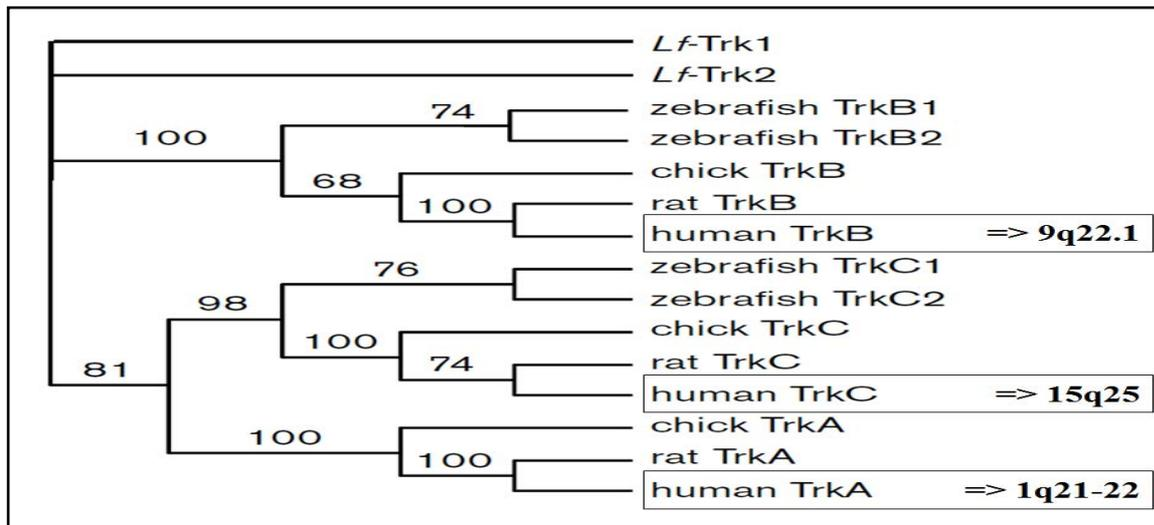 Lf-Trk1
Lf-Trk2
74
zebrafish TrkB1
100
zebrafish TrkB2
68
chick TrkB
100
rat TrkB
human TrkB => 9q22.1
76
zebrafish TrkC1
98
zebrafish TrkC2
100
chick TrkC
81
74
rat TrkC
human TrkC => 15q25
100
chick TrkA
100
rat TrkA
human TrkA => 1q21-22